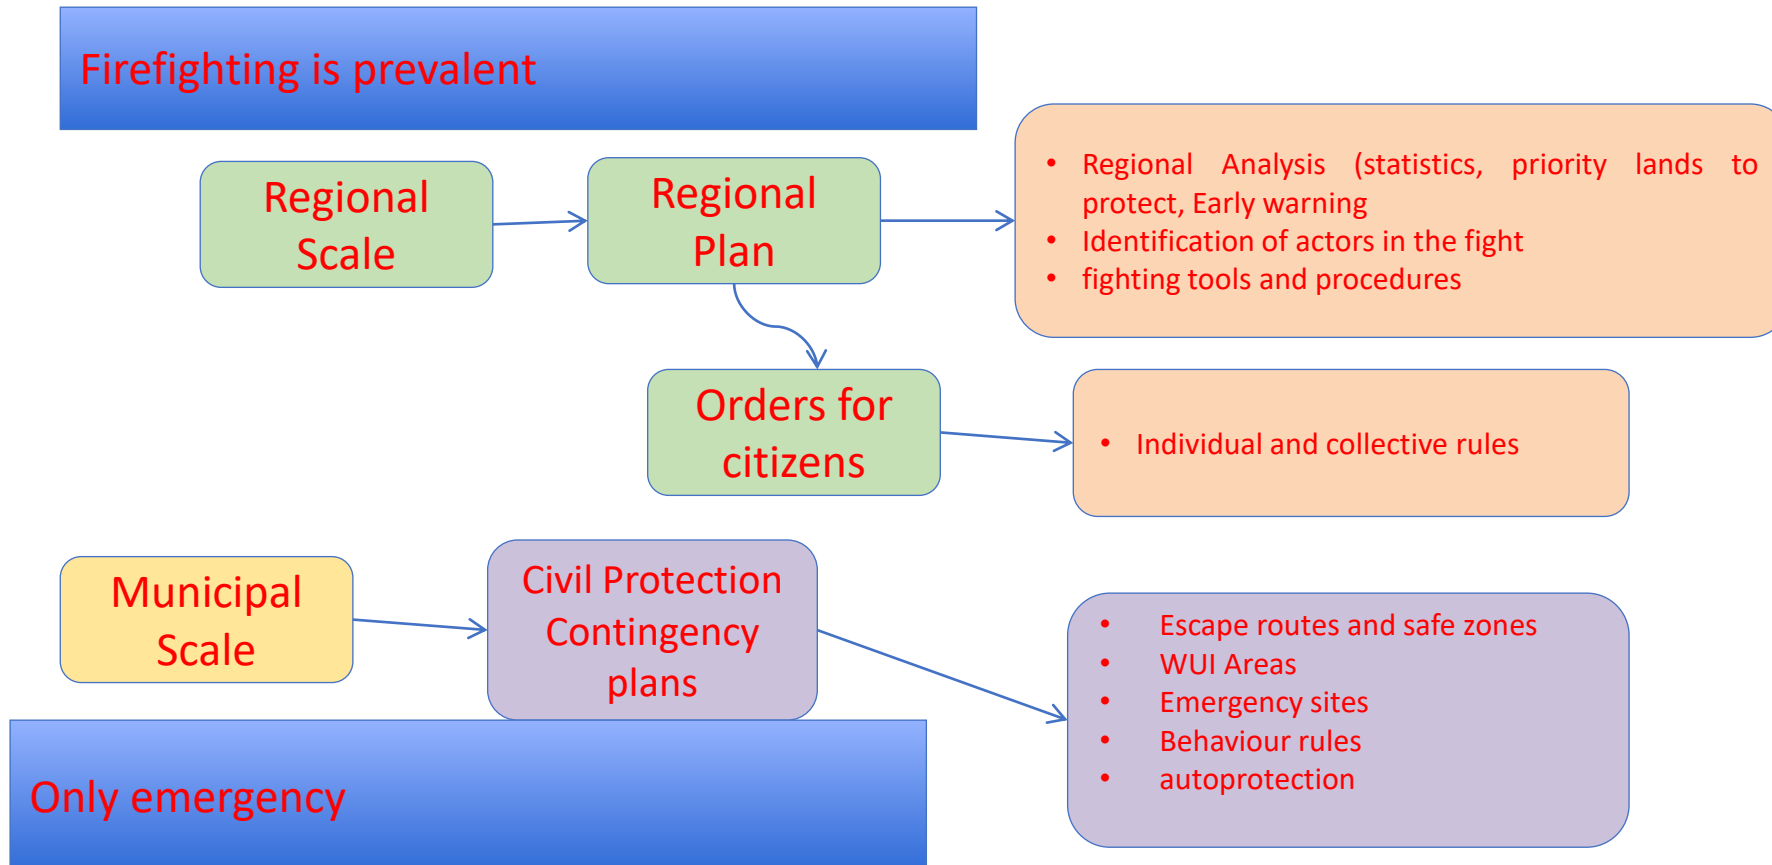 Firefighting is prevalent
Regional
Scale
Regional
Plan
• Regional Analysis (statistics, priority lands to
protect, Early warning
• Identification of actors in the fight
• fighting tools and procedures
Orders for
citizens
• Individual and collective rules
Municipal
Scale
Civil Protection
Contingency
plans
• Escape routes and safe zones
• WUI Areas
• Emergency sites
• Behaviour rules
• autoprotection
Only emergency